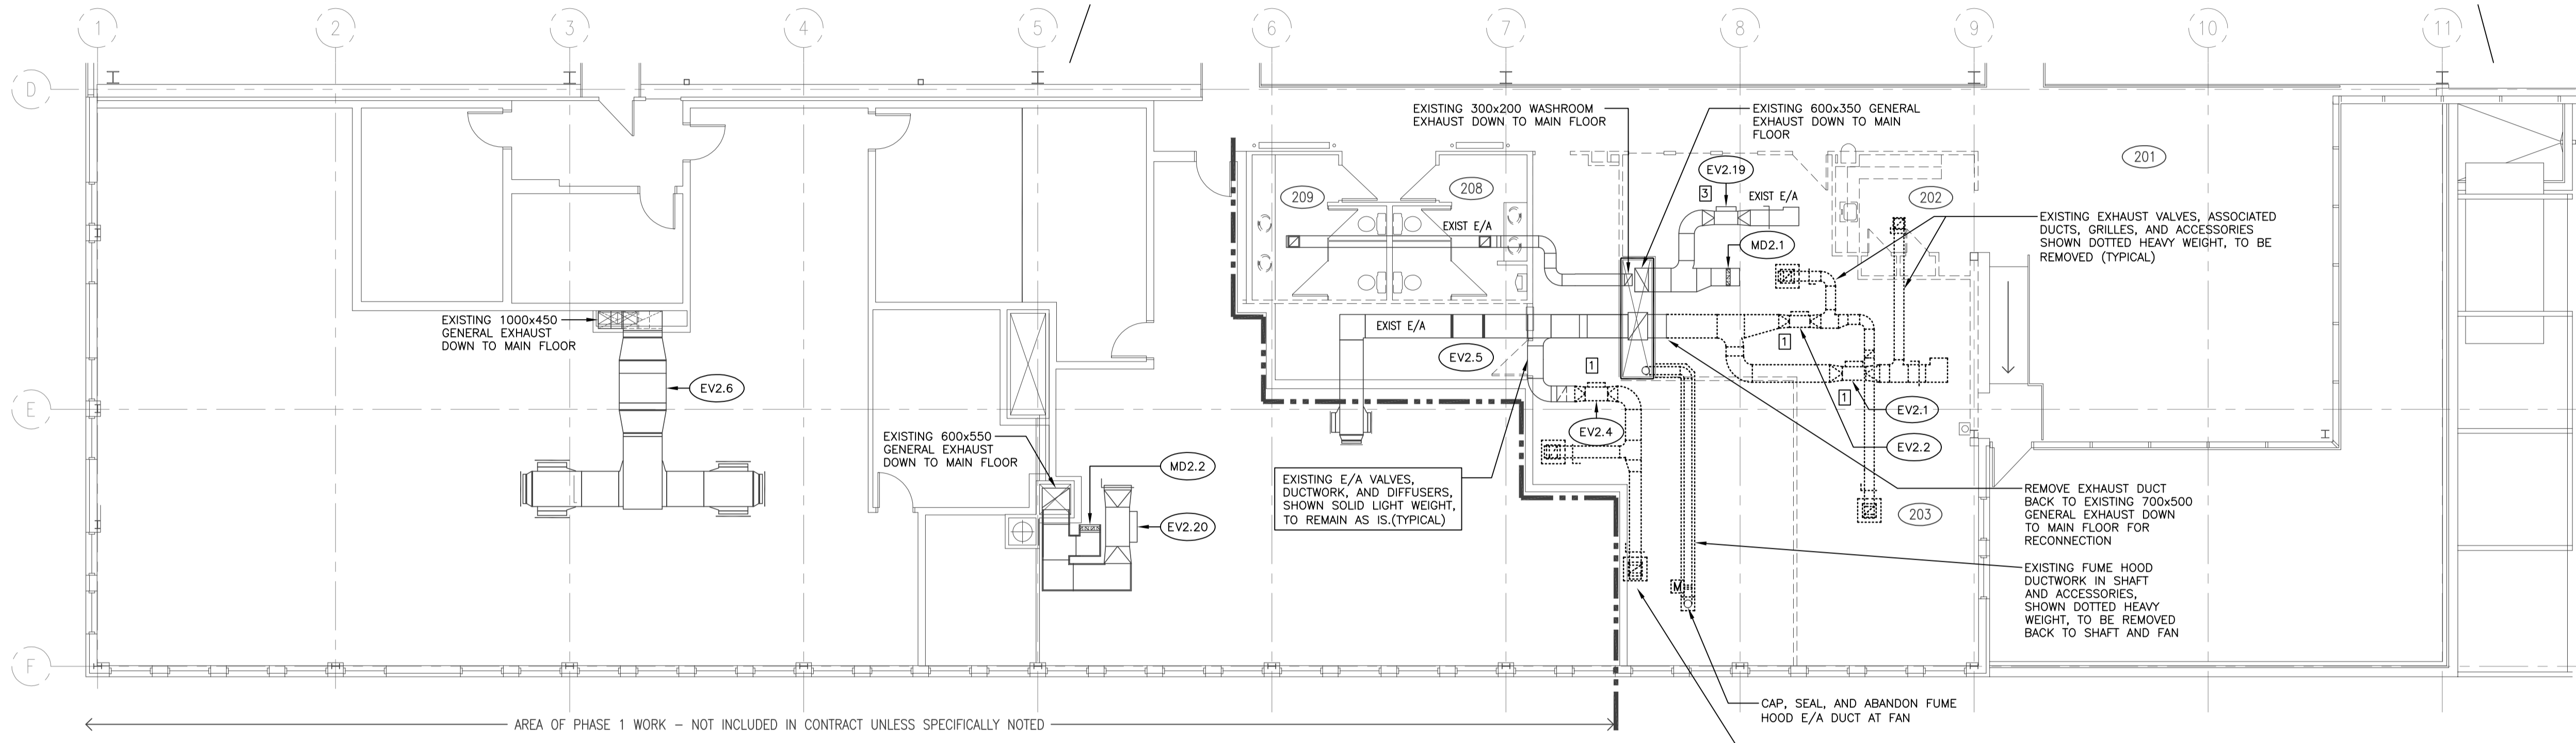 1
2
3
4
5
6
7
8
9
10
11
D
E
F
EXISTING 300x200 WASHROOM
EXHAUST DOWN TO MAIN FLOOR
EXISTING 600x350 GENERAL
EXHAUST DOWN TO MAIN
FLOOR
EV2.19
3
EXIST E/A
201
202
209
208
EXIST E/A
MD2.1
EXISTING EXHAUST VALVES, ASSOCIATED
DUCTS, GRILLES, AND ACCESSORIES
SHOWN DOTTED HEAVY WEIGHT, TO BE
REMOVED (TYPICAL)
EXISTING 1000x450
GENERAL EXHAUST
DOWN TO MAIN FLOOR
EV2.6
EXIST E/A
EV2.5
1
1
1
EV2.1
EV2.2
EV2.4
EXISTING 600x550
GENERAL EXHAUST
DOWN TO MAIN FLOOR
MD2.2
EV2.20
EXISTING E/A VALVES,
DUCTWORK, AND DIFFUSERS,
SHOWN SOLID LIGHT WEIGHT,
TO REMAIN AS IS.(TYPICAL)
203
REMOVE EXHAUST DUCT
BACK TO EXISTING 700x500
GENERAL EXHAUST DOWN
TO MAIN FLOOR FOR
RECONNECTION
EXISTING FUME HOOD
DUCTWORK IN SHAFT
AND ACCESSORIES,
SHOWN DOTTED HEAVY
WEIGHT, TO BE REMOVED
BACK TO SHAFT AND FAN
M
CAP, SEAL, AND ABANDON FUME
HOOD E/A DUCT AT FAN
AREA OF PHASE 1 WORK – NOT INCLUDED IN CONTRACT UNLESS SPECIFICALLY NOTED